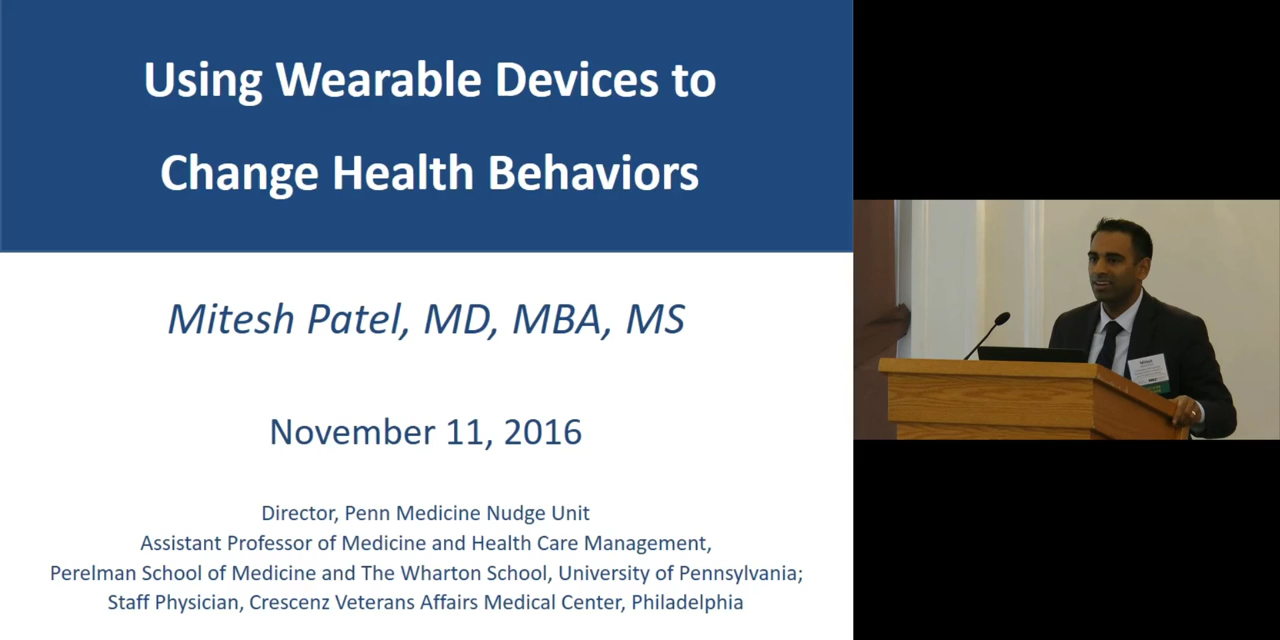 Using Wearable Devices to
Change Health Behaviors
Mitesh Patel, MD, MBA, MS
November 11, 2016
Director, Penn Medicine Nudge Unit
Assistant Professor of Medicine and Health Care Management,
Perelman School of Medicine and The Wharton School, University of Pennsylvania;
Staff Physician, Crescenz Veterans Affairs Medical Center, Philadelphia